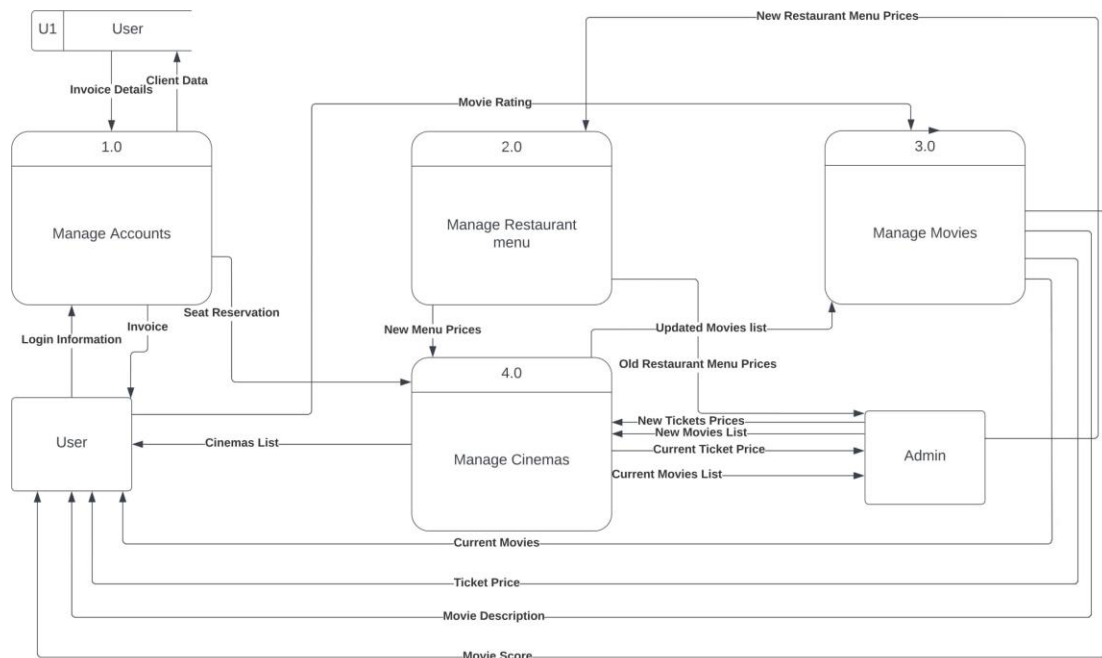 New Restaurant Menu Prices
U1 User
Client Data
Invoice Details
Movie Rating
1.0
2.0
3.0
Manage Accounts
Manage Restaurant
menu
Manage Movies
Seat Reservation
Invoice
Login Information
New Menu Prices
Updated Movies list
Old Restaurant Menu Prices
4.0
User
Cinemas List
Manage Cinemas
New Tickets Prices
New Movies List
Current Ticket Price
Current Movies List
Admin
Current Movies
Ticket Price
Movie Description
Movie Score